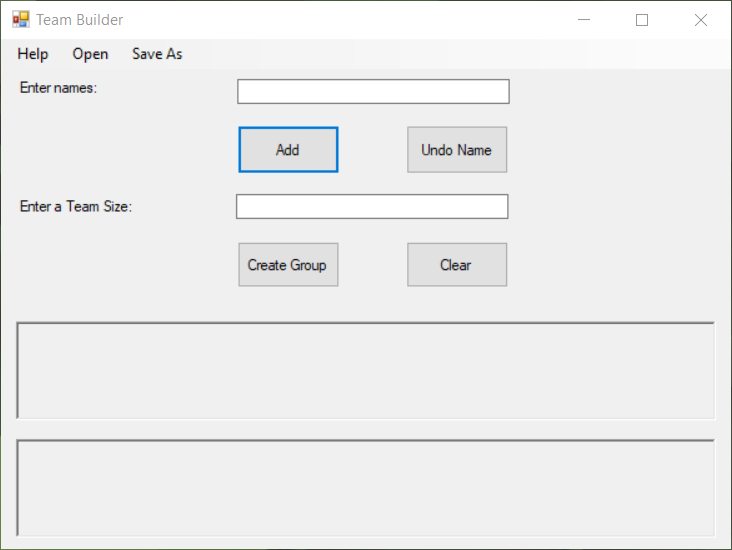 Team Builder
Help Open Save As
Enter names:
Add Undo Name
Enter a Team Size:
Create Group Clear